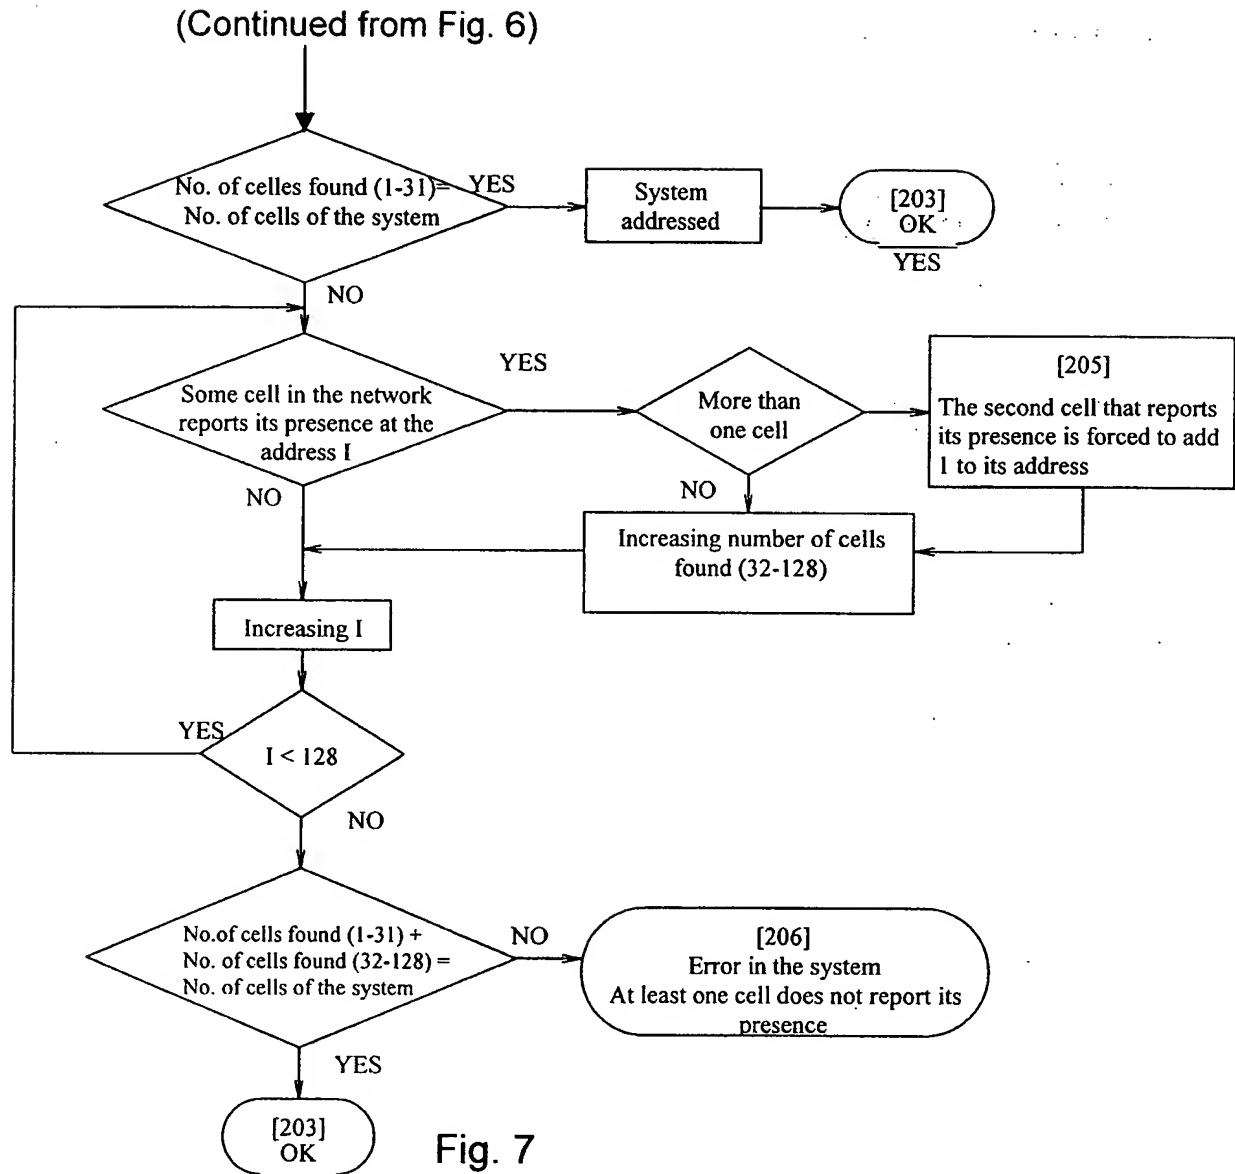 (Continued from Fig. 6)
No. of celles found (1-31)=
No. of cells of the system
YES
System
addressed
[203]
OK
YES
NO
Some cell in the network
reports its presence at the
address I
YES
More than
one cell
[205]
The second cell that reports
its presence is forced to add
1 to its address
NO
NO
Increasing number of cells
found (32-128)
Increasing I
YES
I < 128
NO
No.of cells found (1-31) +
No. of cells found (32-128) =
No. of cells of the system
NO
[206]
Error in the system
At least one cell does not report its
presence
YES
[203]
OK
Fig. 7